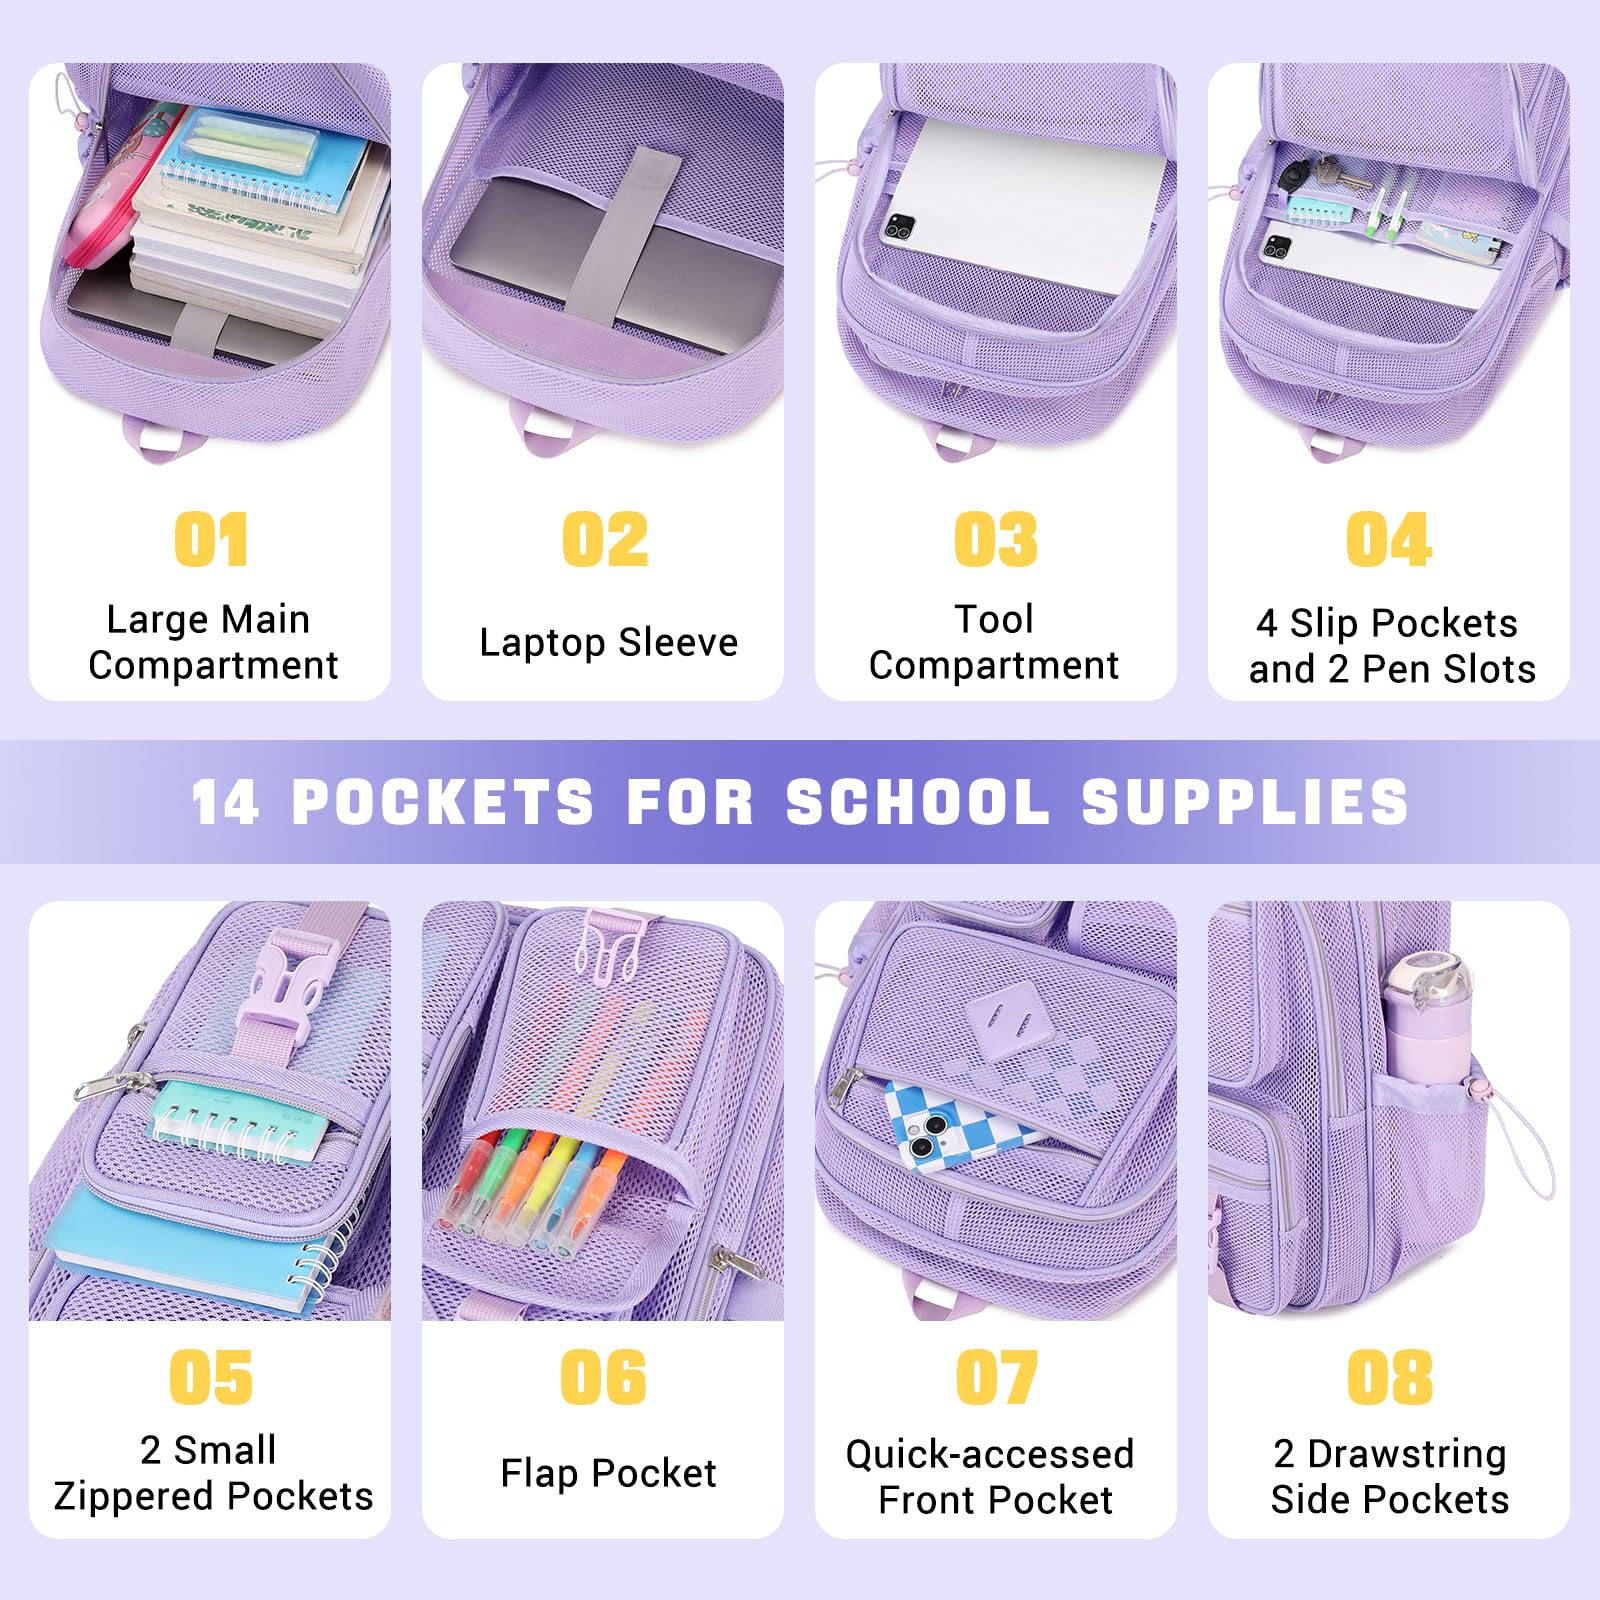 01
Large Main
Compartment
02
Laptop Sleeve
03
Tool
Compartment
04
4 Slip Pockets
and 2 Pen Slots
14 POCKETS FOR SCHOOL SUPPLIES
05
2 Small
Zippered Pockets
06
Flap Pocket
07
Quick-accessed
Front Pocket
08
2 Drawstring
Side Pockets